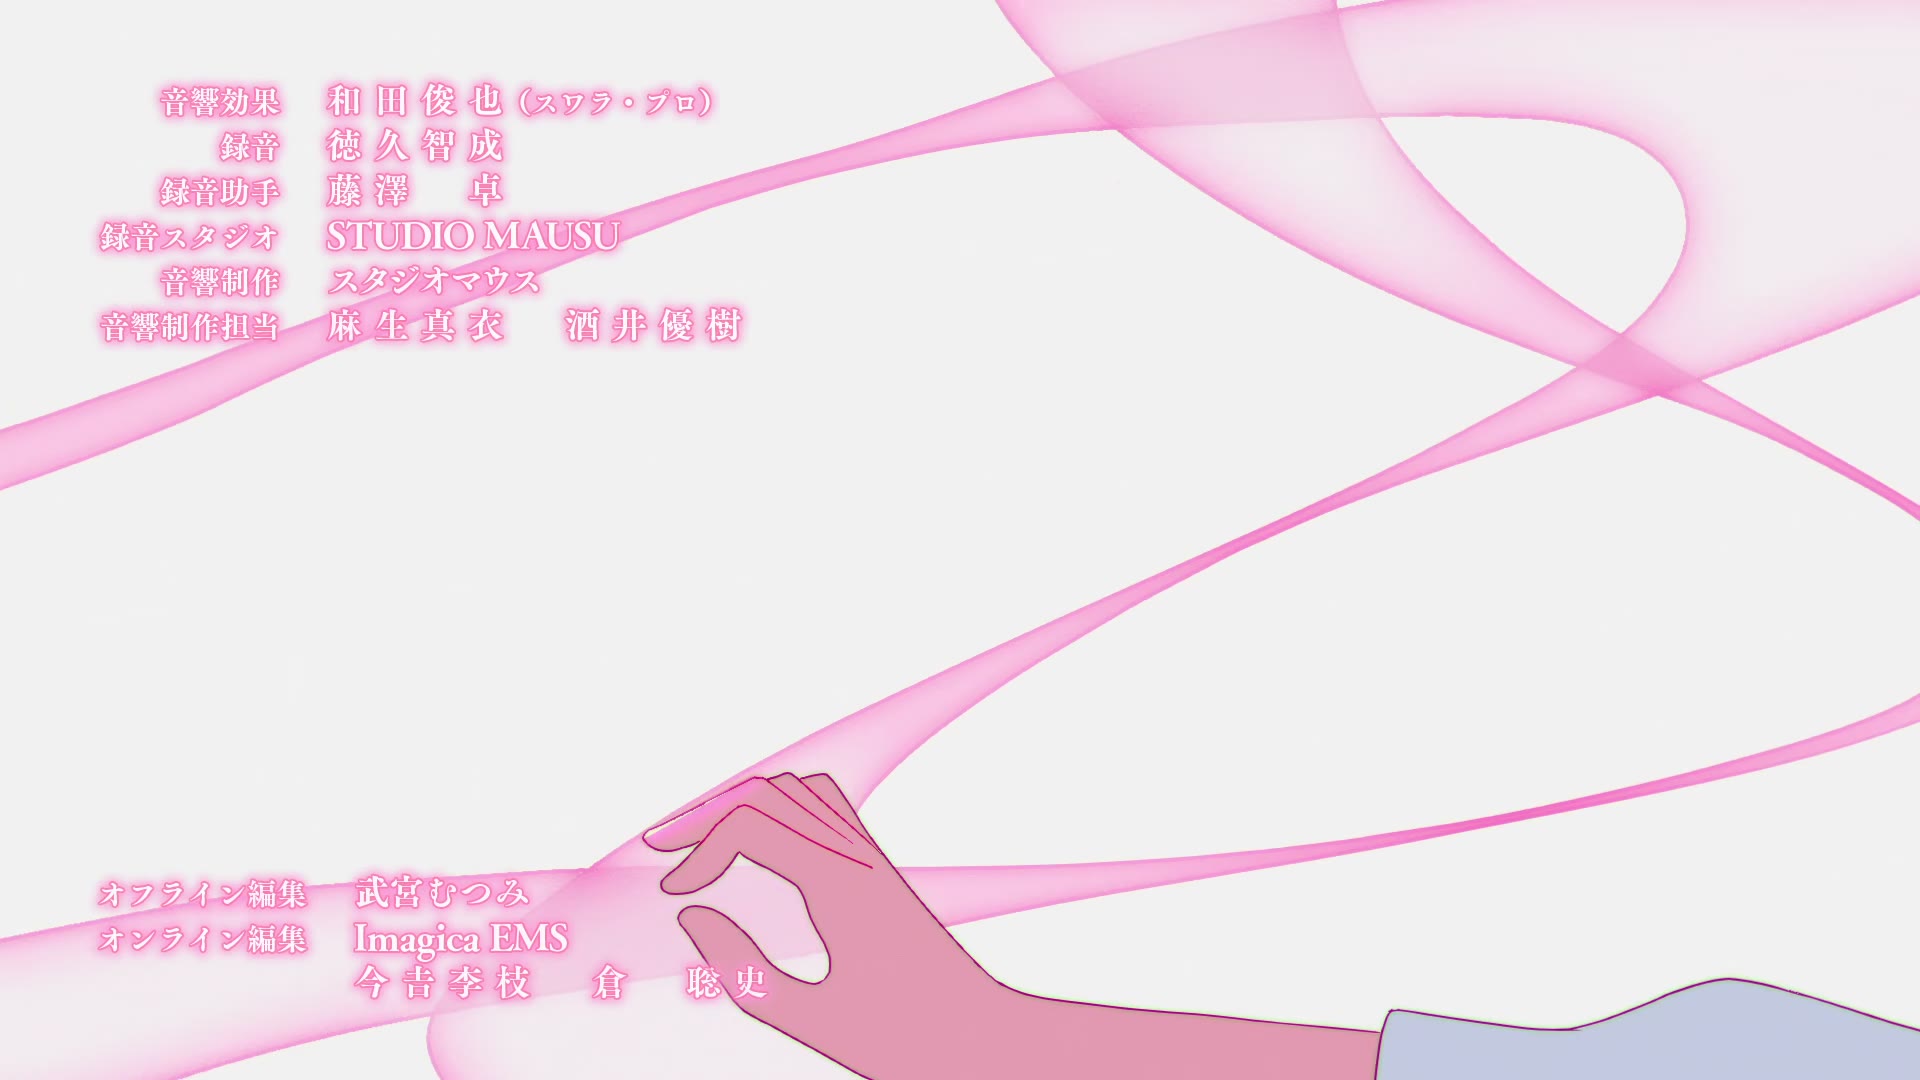 音響効果 和田俊也(スワラ・プロ)
録音 徳久智成
録音助手 藤澤 卓
録音スタジオ STUDIO MAUSU
音響制作 スタジオマウス
音響制作担当 麻生真衣 酒井優樹
オフライン編集 武宮むつみ
オンライン編集 Imagica EMS
今𠮷李枝 倉 聡史